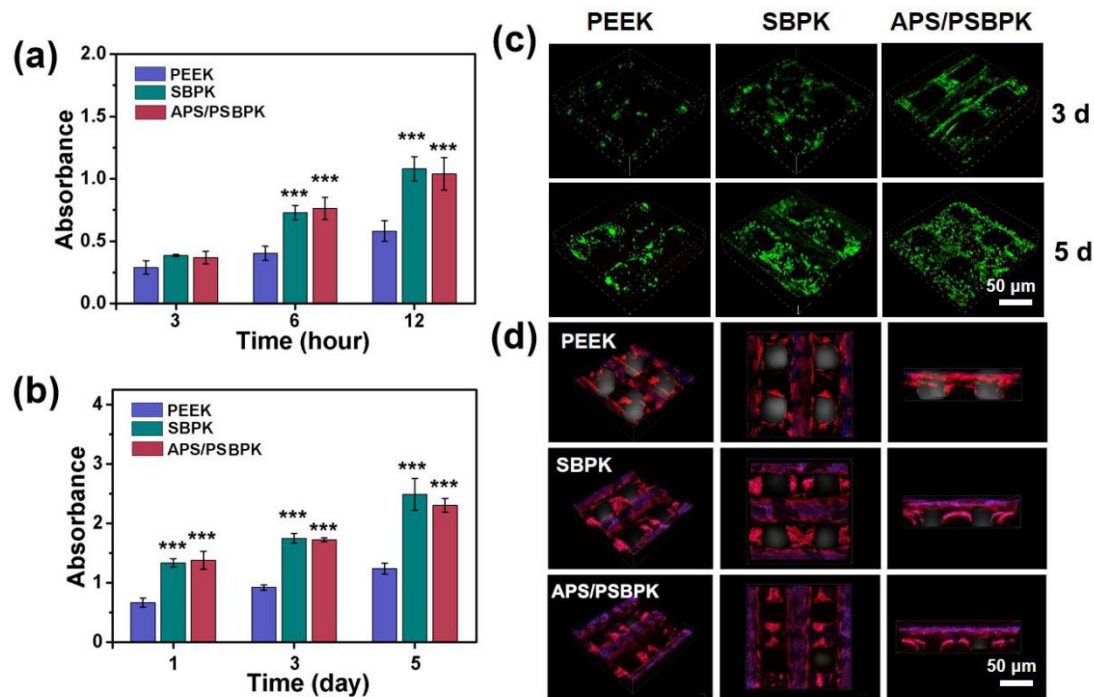 (a)
2.0
1.5
1.0
0.5
0.0
Absorbance
PEEK
SBPK
APS/PSBPK
*** ***
*** ***
3 6 12
Time (hour)
(b)
4
3
2
1
0
Absorbance
PEEK
SBPK
APS/PSBPK
*** ***
*** ***
*** ***
1 3 5
Time (day)
(c)
PEEK SBPK APS/PSBPK
3 d
5 d
50 μm
(d)
PEEK
SBPK
APS/PSBPK
50 μm